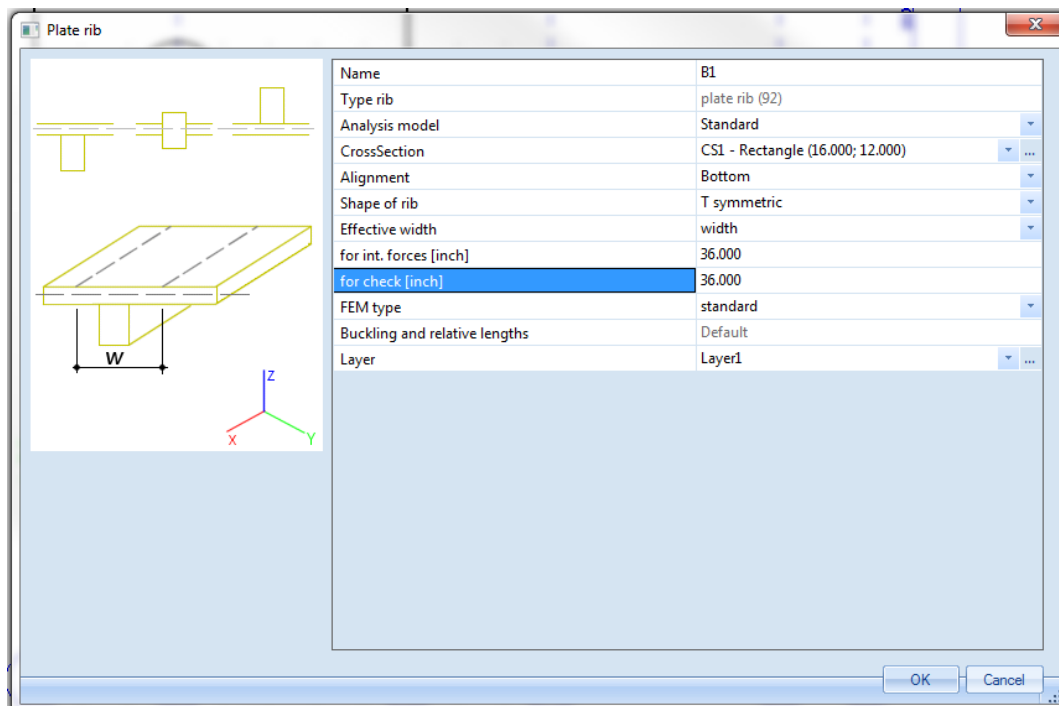 Plate rib
Name B1
Type rib plate rib (92)
Analysis model Standard
CrossSection CS1 - Rectangle (16.000; 12.000) ...
Alignment Bottom
Shape of rib T symmetric
Effective width width
for int. forces [inch] 36.000
for check [inch] 36.000
FEM type standard
Buckling and relative lengths Default
Layer Layer1 ...
W
Z
X
Y
OK Cancel